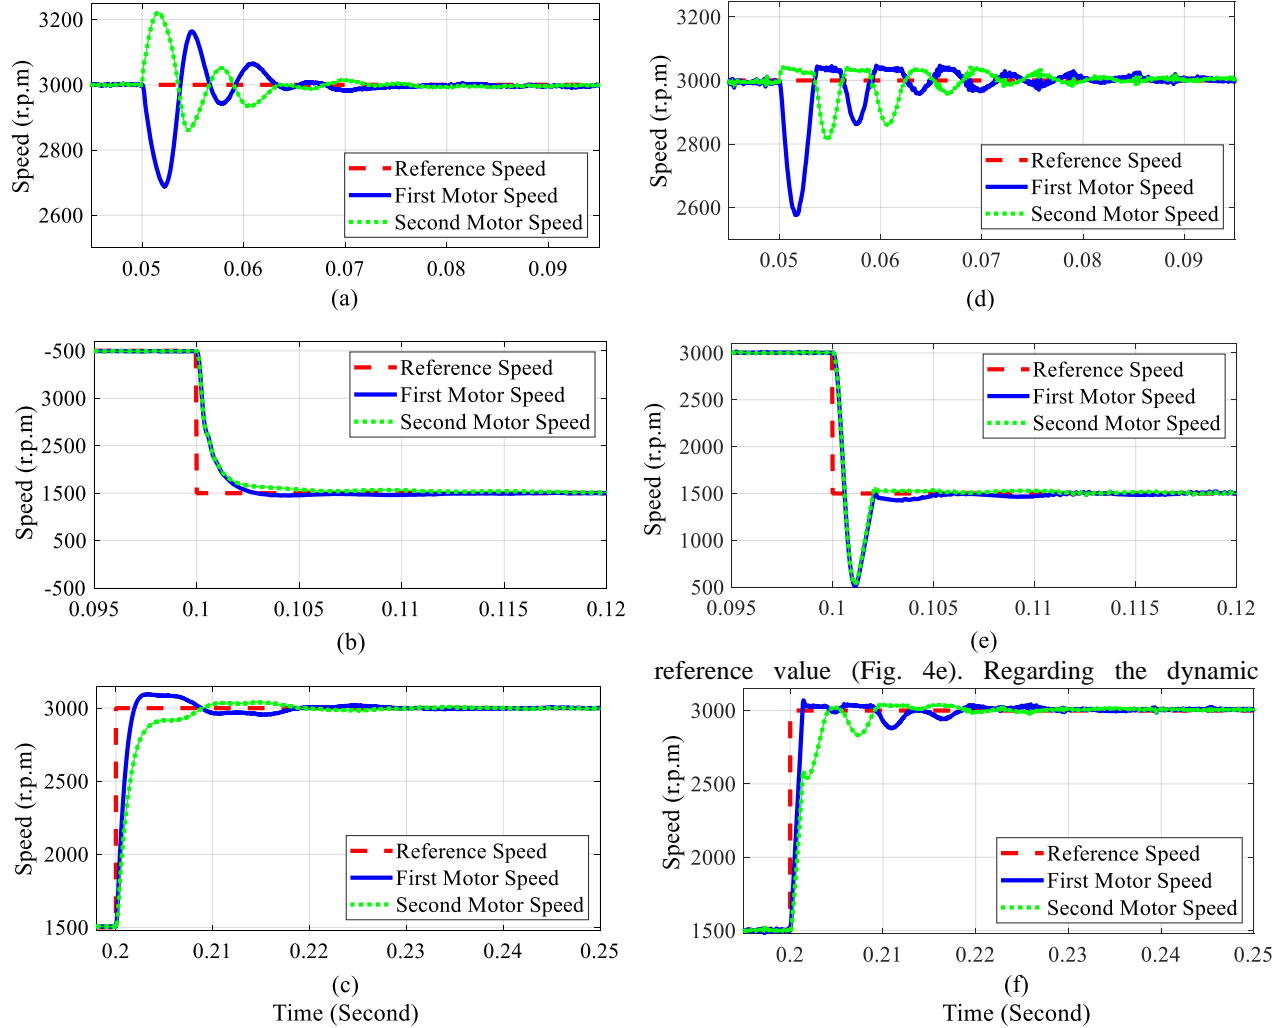 3200
3000
2800
2600
Speed (r.p.m)
Reference Speed
First Motor Speed
Second Motor Speed
0.05
0.06
0.07
0.08
0.09
(a)
3200
3000
2800
2600
Speed (r.p.m)
Reference Speed
First Motor Speed
Second Motor Speed
0.05
0.06
0.07
0.08
0.09
(d)
-500
3000
2500
1500
500
-500
Speed (r.p.m)
Reference Speed
First Motor Speed
Second Motor Speed
0.095
0.1
0.105
0.11
0.115
0.12
(b)
3000
2500
2000
1500
1000
500
Speed (r.p.m)
Reference Speed
First Motor Speed
Second Motor Speed
0.095
0.1
0.105
0.11
0.115
0.12
(e)
reference value (Fig. 4e). Regarding the dynamic
3000
2500
2000
1500
Speed (r.p.m)
Reference Speed
First Motor Speed
Second Motor Speed
0.2
0.21
0.22
0.23
0.24
0.25
(c)
Time (Second)
3000
2500
2000
1500
Speed (r.p.m)
Reference Speed
First Motor Speed
Second Motor Speed
0.2
0.21
0.22
0.23
0.24
0.25
(f)
Time (Second)